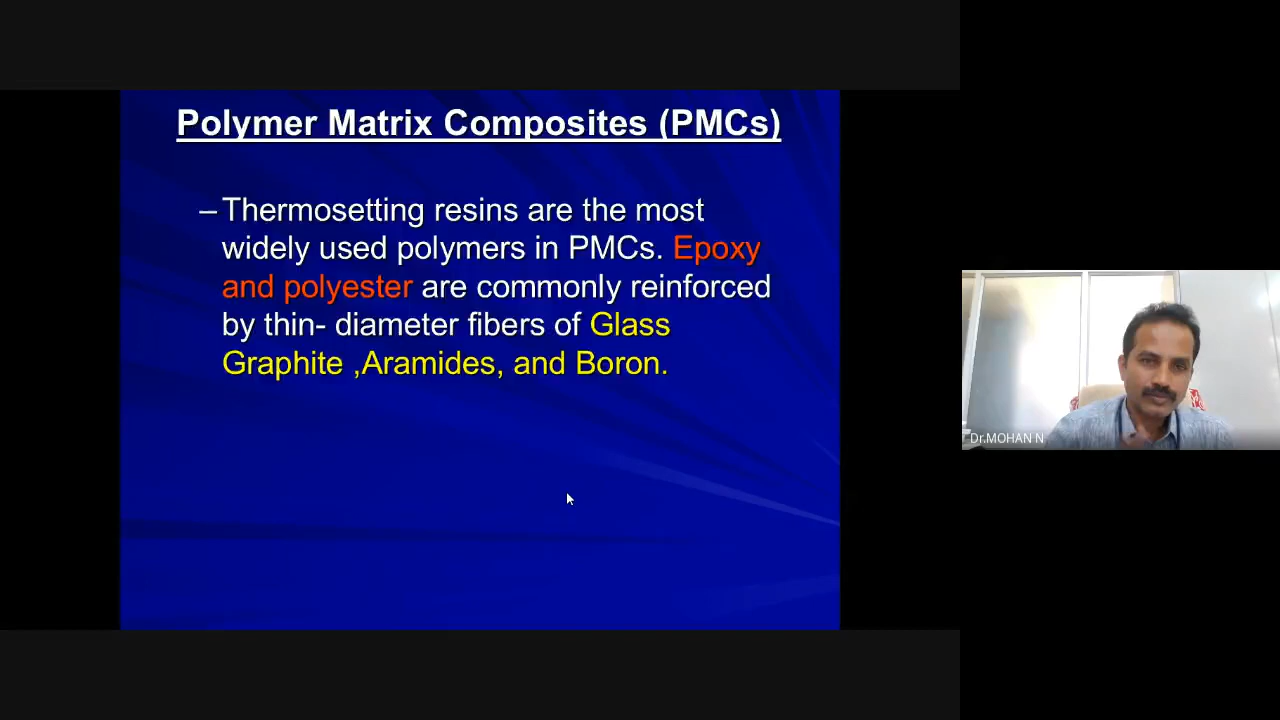 Polymer Matrix Composites (PMCs)
– Thermosetting resins are the most
widely used polymers in PMCs. Epoxy
and polyester are commonly reinforced
by thin- diameter fibers of Glass
Graphite ,Aramides, and Boron.
Dr.MOHAN N